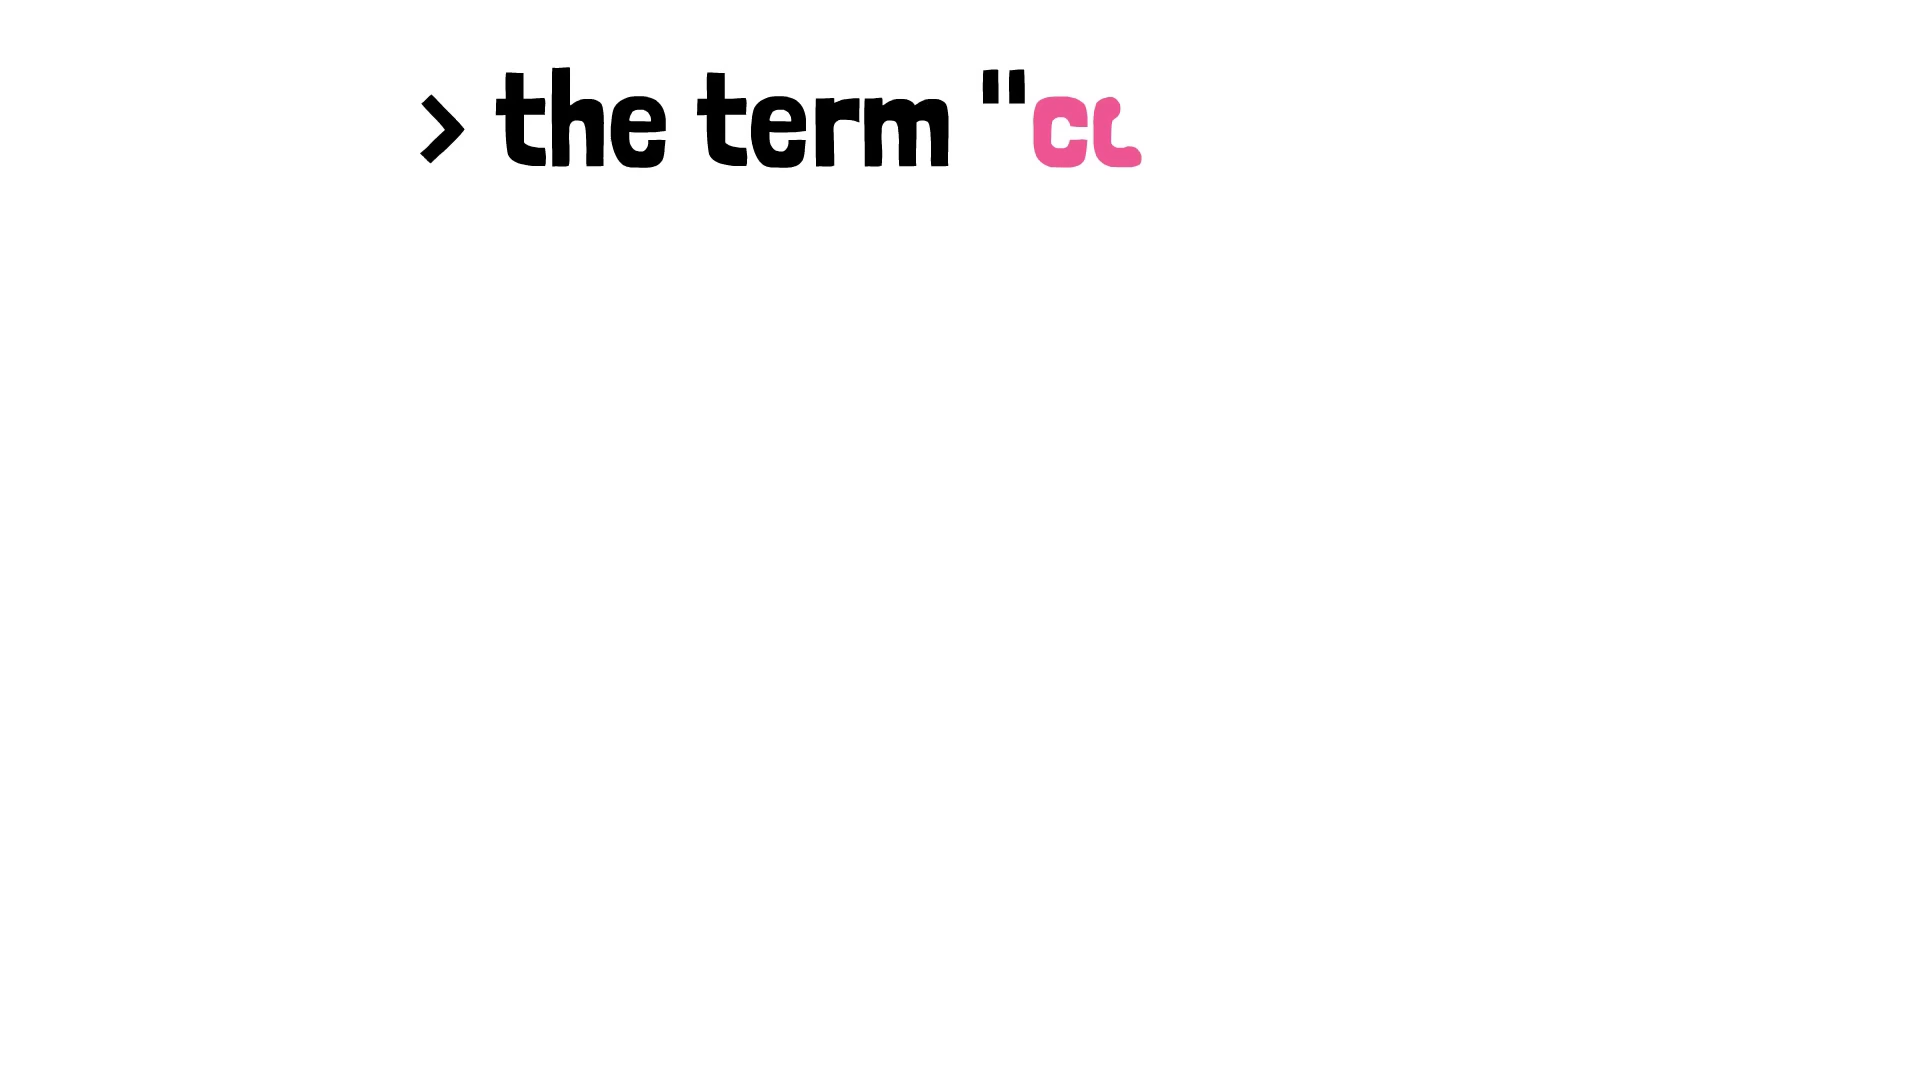 > the term "c